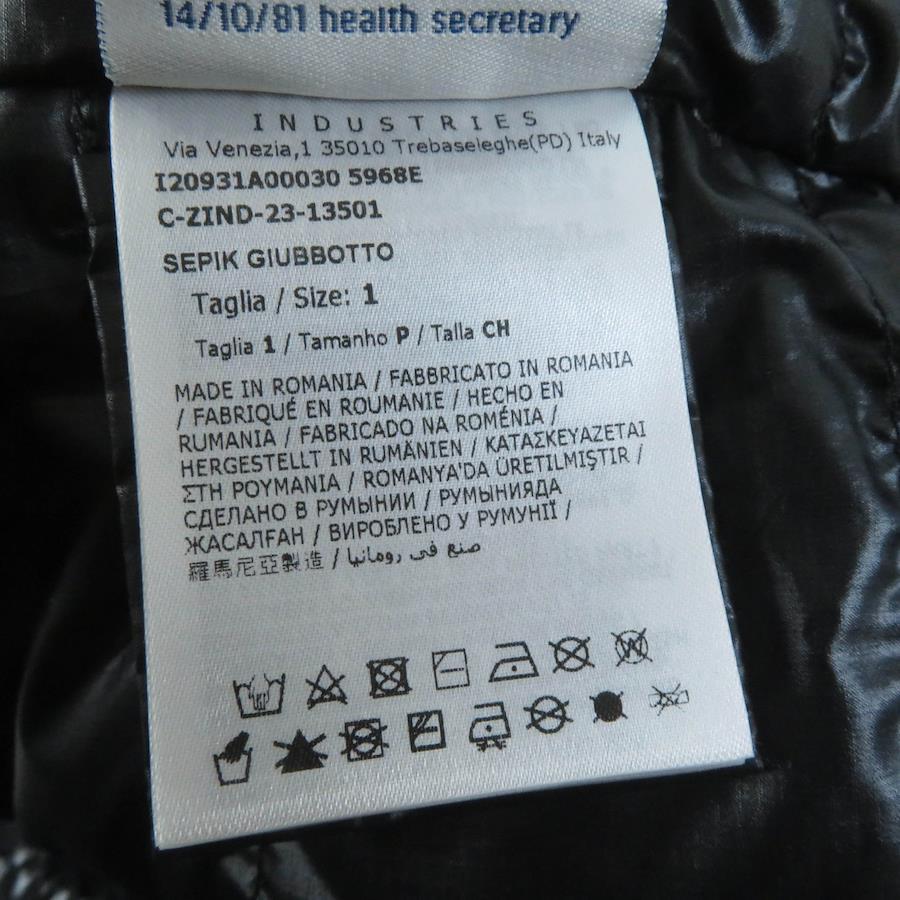 14/10/81 health secretary
INDUSTRIES
Via Venezia,1 35010 Trebaseleghe(PD) Italy
I20931A00030 5968E
C-ZIND-23-13501
SEPIK GIUBBOTTO
Taglia / Size: 1
Taglia 1 / Tamanho P / Talla CH
MADE IN ROMANIA / FABBRICATO IN ROMANIA
/ FABRIQUÉ EN ROUMANIE / HECHO EN
RUMANIA / FABRICADO NA ROMÉNIA /
HERGESTELLT IN RUMÄNIEN / ΚΑΤΑΣΚΕΥΑΖΕΤΑΙ
ΣΤΗ ΡΟΥΜΑΝΙΑ / ROMANYA'DA ÜRETILMIŞTIR /
СДЕЛАНО В РУМЫНИИ / РУМЫНИЯДА
ЖАСАЛҒАН / ВИРОБЛЕНО У РУМУНІЇ /
羅馬尼亞製造 / صنع في رومانيا